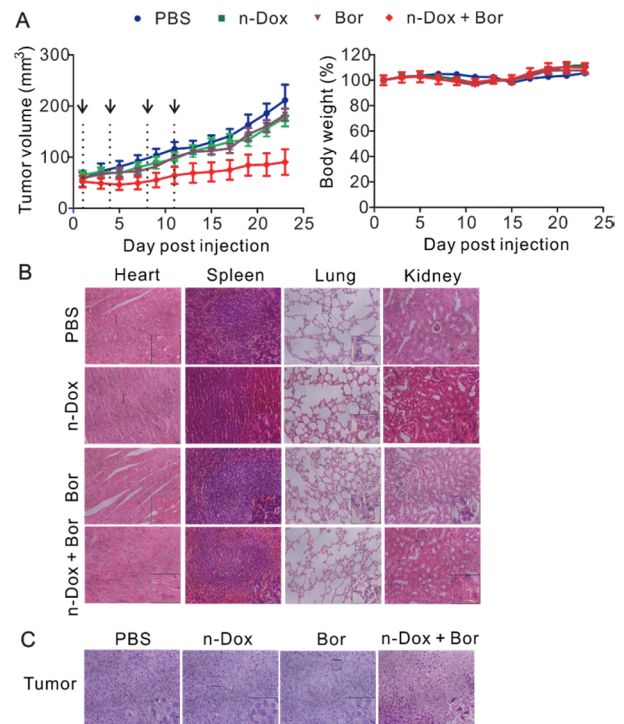 A
PBS n-Dox Bor n-Dox + Bor
Tumor volume (mm³)
300
200
100
0
0 5 10 15 20 25
Day post injection
Body weight (%)
120
100
80
60
40
20
0
0 5 10 15 20 25
Day post injection
B
Heart Spleen Lung Kidney
PBS
n-Dox
Bor
n-Dox + Bor
C
PBS n-Dox Bor n-Dox + Bor
Tumor